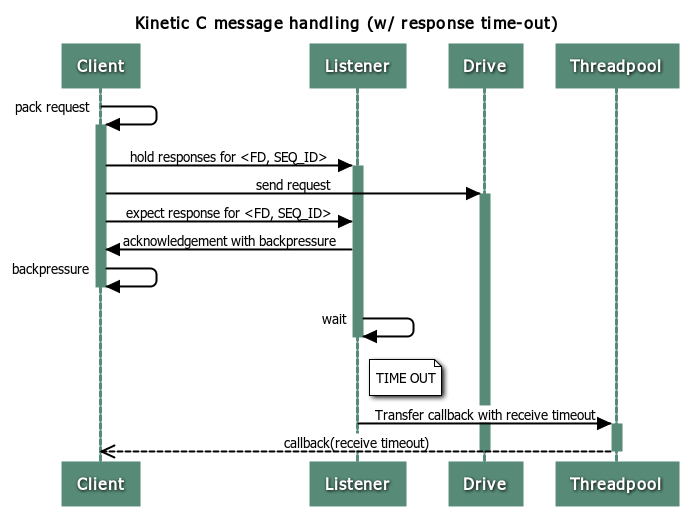 Kinetic C message handling (w/ response time-out)
Client
Listener
Drive
Threadpool
pack request
hold responses for <FD, SEQ_ID>
send request
expect response for <FD, SEQ_ID>
acknowledgement with backpressure
backpressure
wait
TIME OUT
Transfer callback with receive timeout
callback(receive timeout)
Client
Listener
Drive
Threadpool